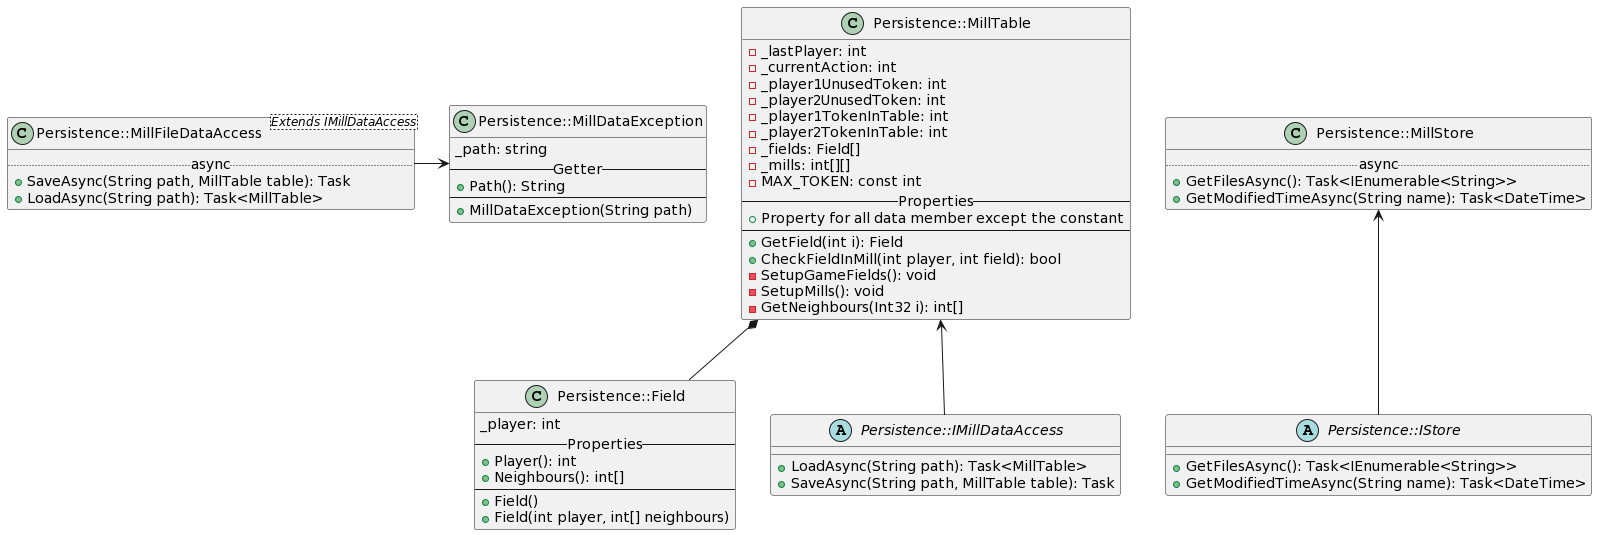 C Persistence::MillFileDataAccess
Extends IMillDataAccess
async
SaveAsync(String path, MillTable table): Task
LoadAsync(String path): Task<MillTable>
C Persistence::MillDataException
_path: string
Getter
Path(): String
MillDataException(String path)
C Persistence::MillTable
_lastPlayer: int
_currentAction: int
_player1UnusedToken: int
_player2UnusedToken: int
_player1TokenInTable: int
_player2TokenInTable: int
_fields: Field[]
_mills: int[][]
MAX_TOKEN: const int
Properties
Property for all data member except the constant
GetField(int i): Field
CheckFieldInMill(int player, int field): bool
SetupGameFields(): void
SetupMills(): void
GetNeighbours(Int32 i): int[]
C Persistence::MillStore
async
GetFilesAsync(): Task<IEnumerable<String>>
GetModifiedTimeAsync(String name): Task<DateTime>
C Persistence::Field
_player: int
Properties
Player(): int
Neighbours(): int[]
Field()
Field(int player, int[] neighbours)
A Persistence::IMillDataAccess
LoadAsync(String path): Task<MillTable>
SaveAsync(String path, MillTable table): Task
A Persistence::IStore
GetFilesAsync(): Task<IEnumerable<String>>
GetModifiedTimeAsync(String name): Task<DateTime>